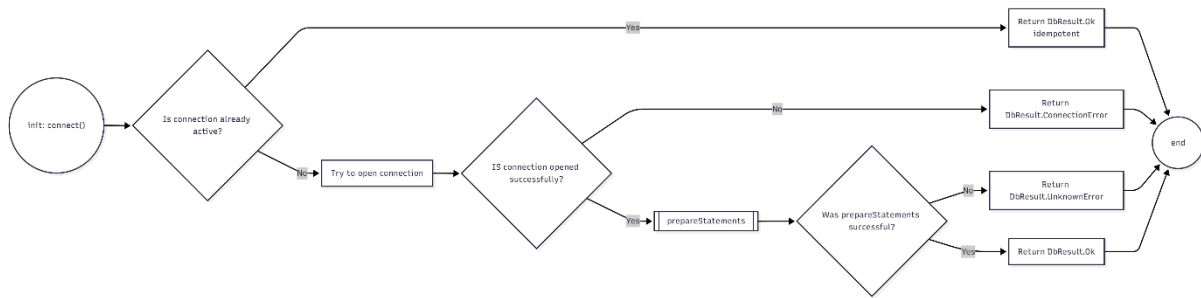 init: connect()
Is connection already
active?
Yes
Return DbResult.Ok
idempotent
No
Try to open connection
IS connection opened
successfully?
No
Return
DbResult.ConnectionError
Yes
prepareStatements
Was prepareStatements
successful?
No
Return
DbResult.UnknownError
Yes
Return DbResult.Ok
end